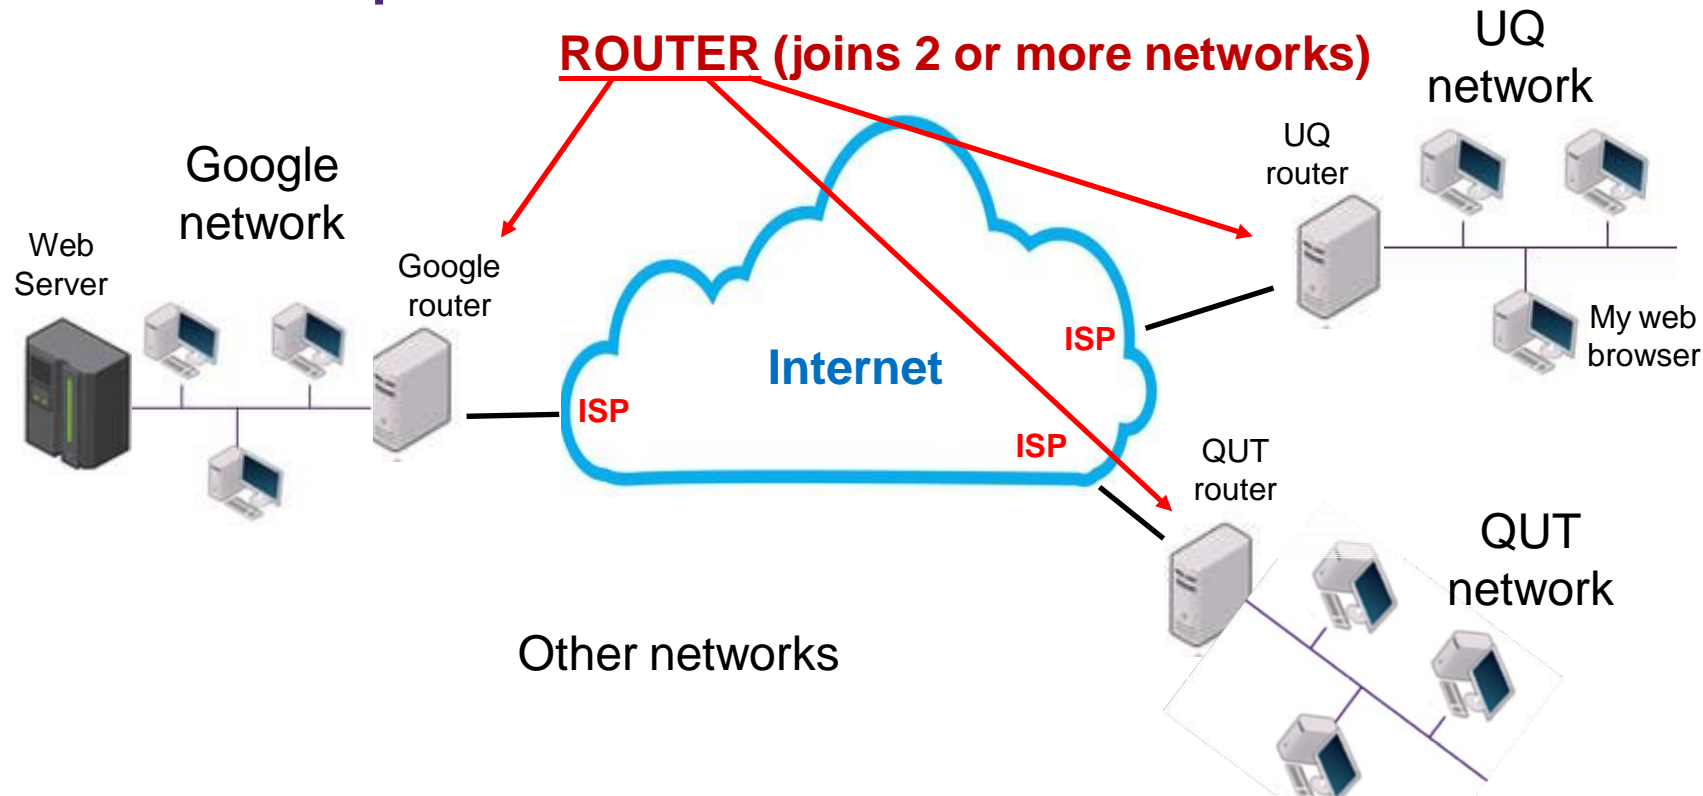 ROUTER (joins 2 or more networks)
UQ
network
UQ
router
Google
network
Web
Server
Google
router
My web
browser
ISP
Internet
ISP
ISP
QUT
router
QUT
network
Other networks